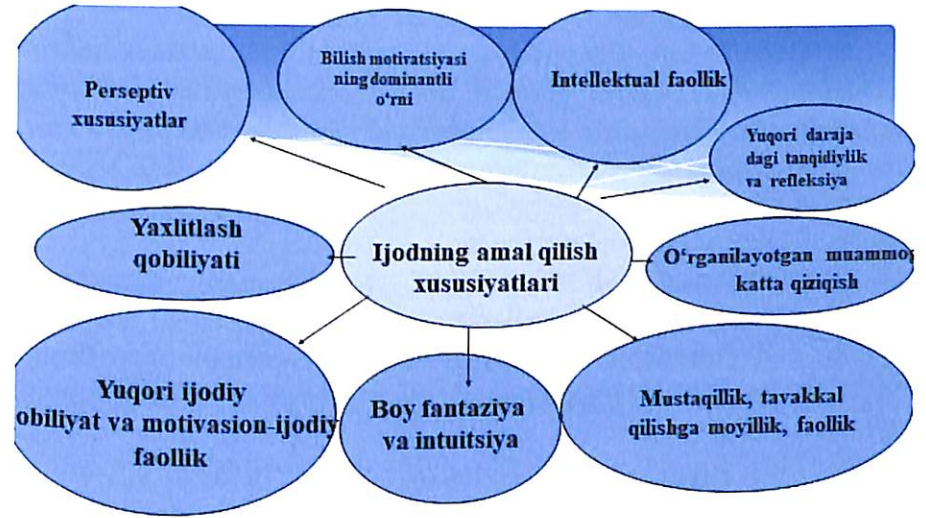 Perseptiv
xususiyatlar
Bilish motiratsiyasi
ning dominantli
o‘rni
Intellektual faollik
Yuqori daraja
dagi tanqidiylik
va refleksiya
Yaxlitlash
qobiliyati
Ijodning amal qilish
xususiyatlari
O‘rganilayotgan
katta qiziqish
Yuqori ijodiy
obiliyat va motivasion-ijodiy
faollik
Boy fantaziya
va intuitsiya
Mustaqillik, tavakkal
qilishga moyillik, faollik